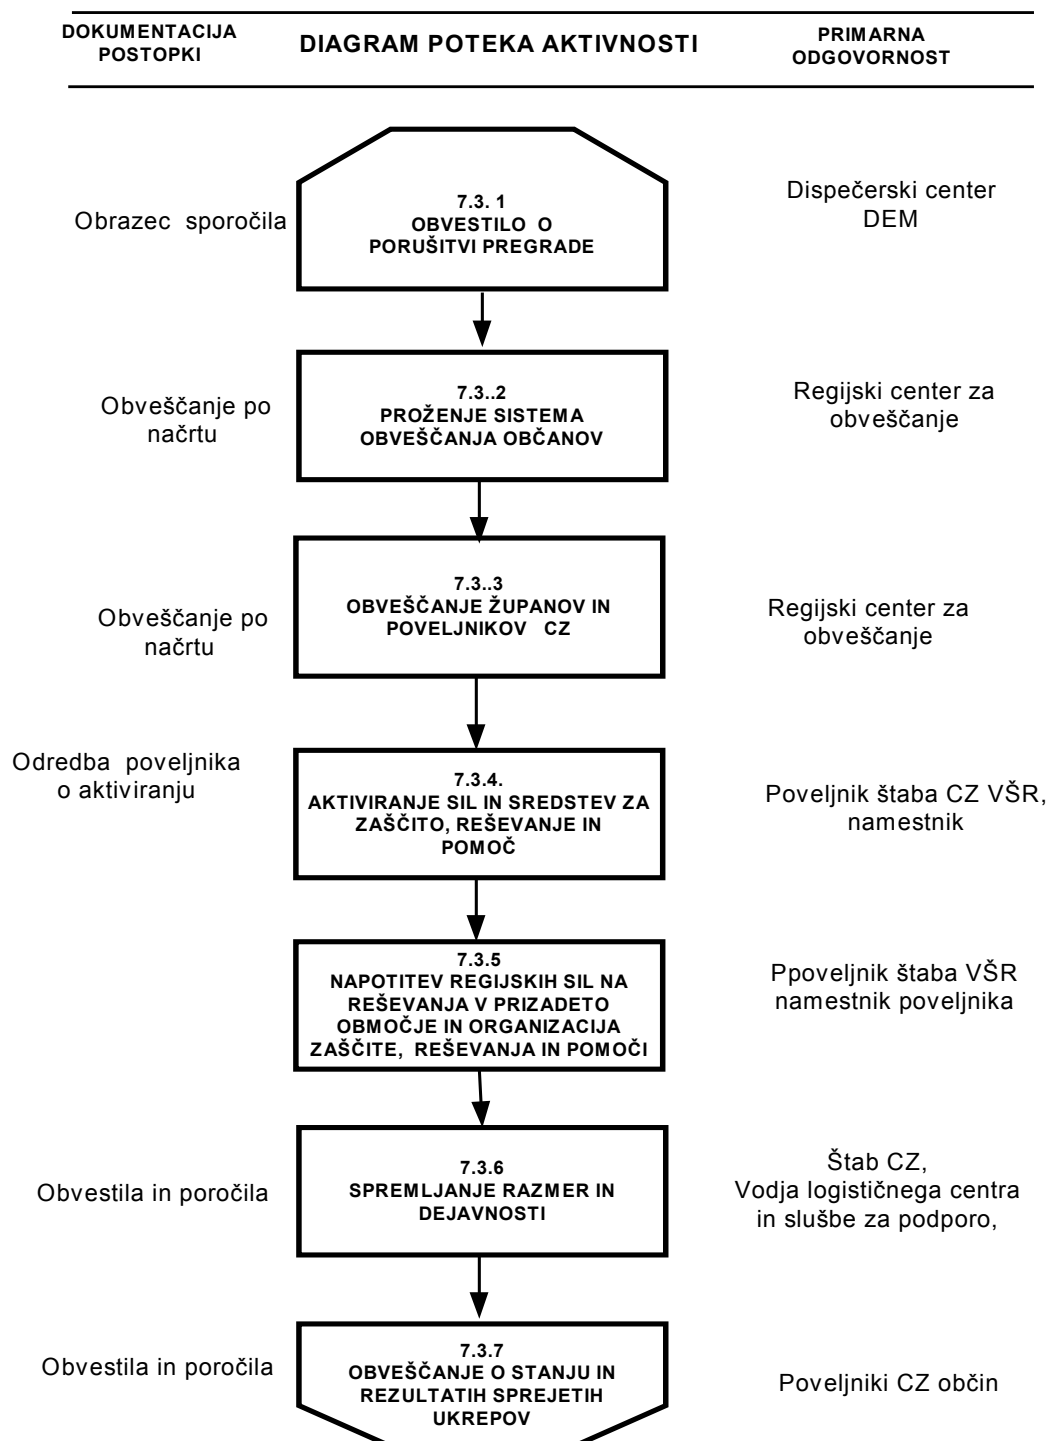 DOKUMENTACIJA
POSTOPKI
DIAGRAM POTEKA AKTIVNOSTI
PRIMARNA
ODGOVORNOST
Obrazec sporočila
7.3. 1
OBVESTILO O
PORUŠITVI PREGRADE
Dispečerski center
DEM
Obveščanje po
načrtu
7.3..2
PROŽENJE SISTEMA
OBVEŠČANJA OBČANOV
Regijski center za
obveščanje
Obveščanje po
načrtu
7.3..3
OBVEŠČANJE ŽUPANOV IN
POVELJNIKOV CZ
Regijski center za
obveščanje
Odredba poveljnika
o aktiviranju
7.3.4.
AKTIVIRANJE SIL IN SREDSTEV ZA
ZAŠČITO, REŠEVANJE IN
POMOČ
Poveljnik štaba CZ VŠR,
namestnik
7.3.5
NAPOTITEV REGIJSKIH SIL NA
REŠEVANJA V PRIZADETO
OBMOČJE IN ORGANIZACIJA
ZAŠČITE, REŠEVANJA IN POMOČI
Ppoveljnik štaba VŠR
namestnik poveljnika
Obvestila in poročila
7.3.6
SPREMLJANJE RAZMER IN
DEJAVNOSTI
Štab CZ,
Vodja logističnega centra
in slušbe za podporo,
Obvestila in poročila
7.3.7
OBVEŠČANJE O STANJU IN
REZULTATIH SPREJETIH
UKREPOV
Poveljniki CZ občin